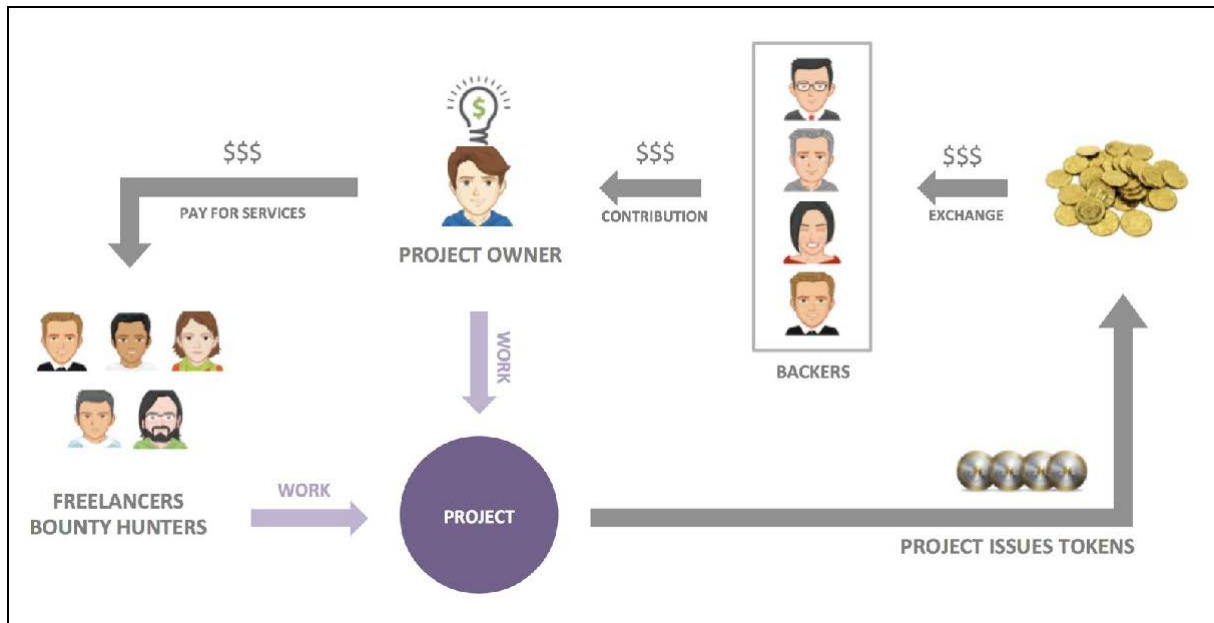 $$$
PAY FOR SERVICES
$
PROJECT OWNER
$$$
CONTRIBUTION
BACKERS
$$$
EXCHANGE
WORK
FREELANCERS
BOUNTY HUNTERS
WORK
PROJECT
PROJECT ISSUES TOKENS